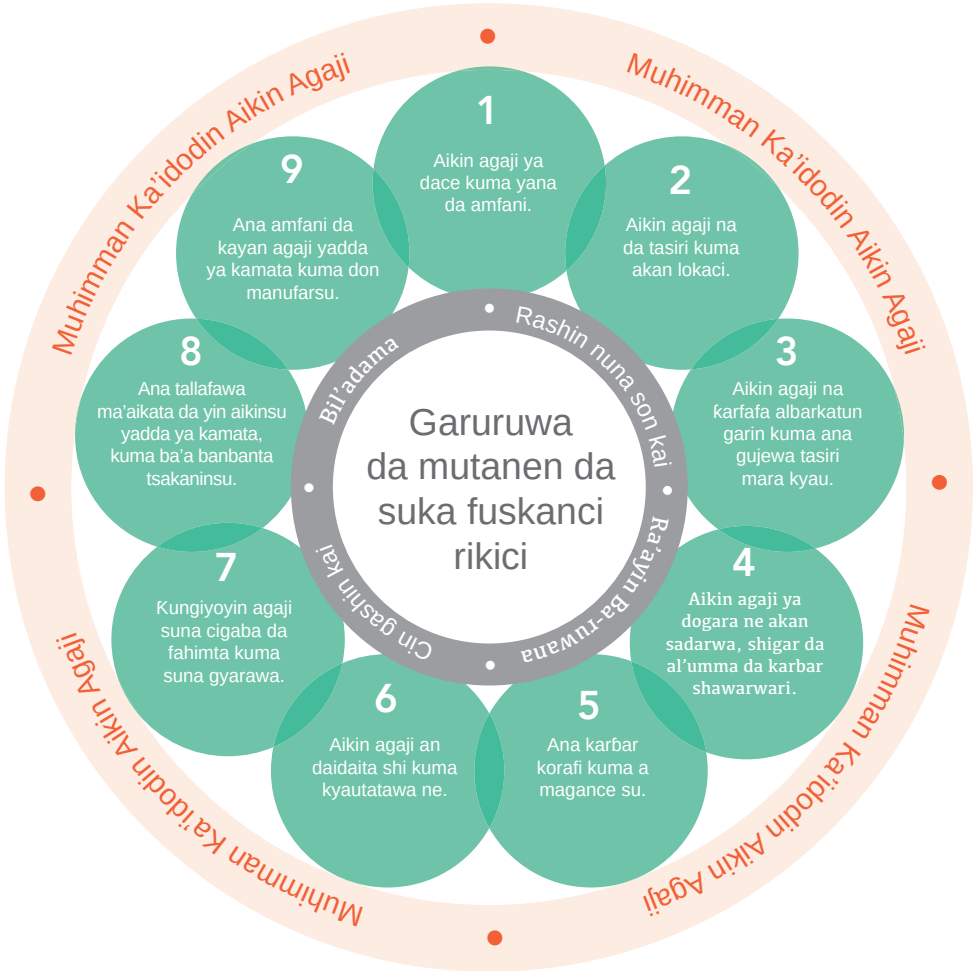 Muhimman Ka'idodin Aikin Agaji
Muhimman Ka'idodin Aikin Agaji
Muhimman Ka'idodin Aikin Agaji
Muhimman Ka'idodin Aikin Agaji
1
Aikin agaji ya
dace kuma yana
da amfani.
2
Aikin agaji na
da tasiri kuma
akan lokaci.
3
Aikin agaji na
ƙarfafa albarkatun
garin kuma ana
gujewa tasiri
mara kyau.
4
Aikin agaji ya
dogara ne akan
sadarwa, shigar da
al'umma da karbar
shawarwari.
5
Ana karɓar
korafi kuma a
magance su.
6
Aikin agaji an
daidaita shi kuma
kyautatawa ne.
7
Ƙungiyoyin agaji
suna cigaba da
fahimta kuma
suna gyarawa.
8
Ana tallafawa
ma'aikata da yin aikinsu
yadda ya kamata,
kuma ba'a banbanta
tsakaninsu.
9
Ana amfani da
kayan agaji yadda
ya kamata kuma don
manufarsu.
Bil'adama
Rashin nuna son kai
Ra'ayin Ba-ruwana
Cin gashin kai
Garuruwa
da mutanen da
suka fuskanci
rikici